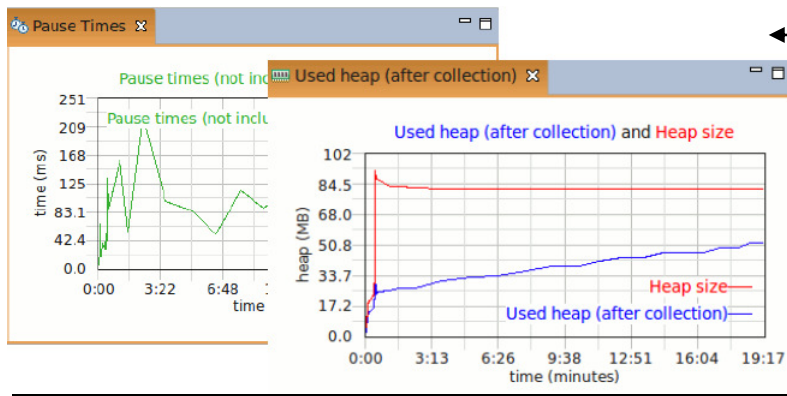 Pause Times
Pause times (not inc
Pause times (not inclu
251
209
168
125
83.1
42.4
0.0
time (ms)
0:00 3:22 6:48
time
Used heap (after collection)
Used heap (after collection) and Heap size
102
84.5
68.0
50.8
33.7
17.2
0.0
heap (MB)
Heap size
Used heap (after collection)
0:00 3:13 6:26 9:38 12:51 16:04 19:17
time (minutes)